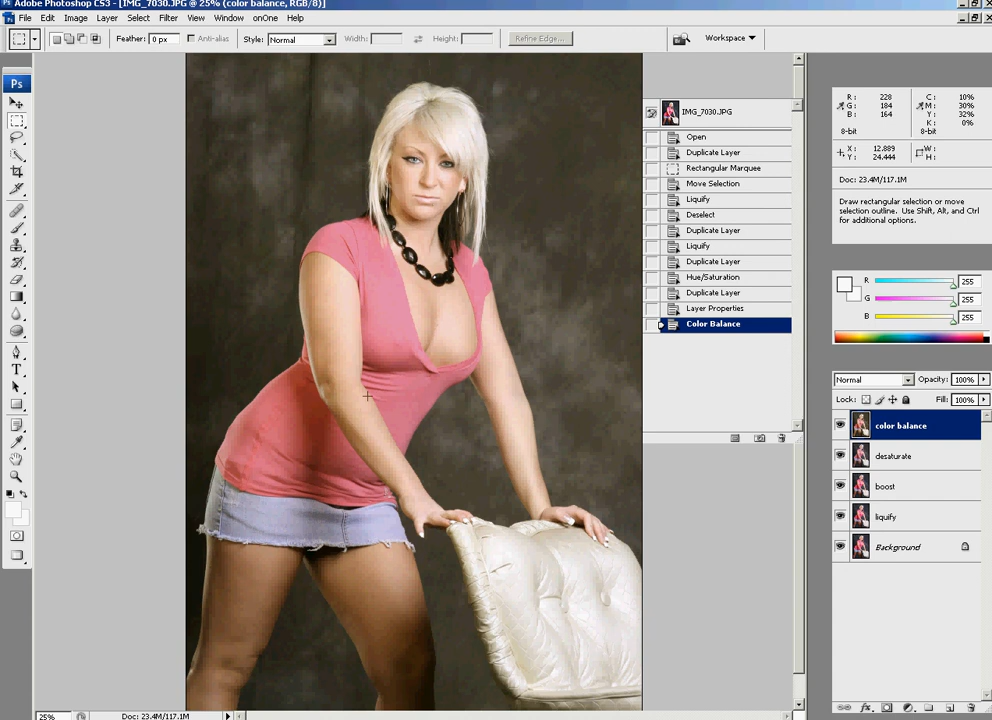 Adobe Photoshop CS3 - [IMG_7030.JPG @ 25% (color balance, RGB/8)]
File Edit Image Layer Select Filter View Window onOne Help
Feather: 0 px Anti-alias Style: Normal Width: Height: Refine Edge... Workspace
Ps
IMG_7030.JPG
Open
Duplicate Layer
Rectangular Marquee
Move Selection
Liquify
Deselect
Duplicate Layer
Liquify
Duplicate Layer
Hue/Saturation
Duplicate Layer
Layer Properties
Color Balance
R: 228 C: 10%
G: 184 M: 30%
B: 164 Y: 32%
K: 0%
8-bit 8-bit
X: 12.889 W:
Y: 24.444 H:
Doc: 23.4M/117.1M
Draw rectangular selection or move
selection outline. Use Shift, Alt, and Ctrl
for additional options.
R 255
G 255
B 255
Normal Opacity: 100%
Lock: Fill: 100%
color balance
desaturate
boost
liquify
Background
25% Doc: 23.4M/117.1M